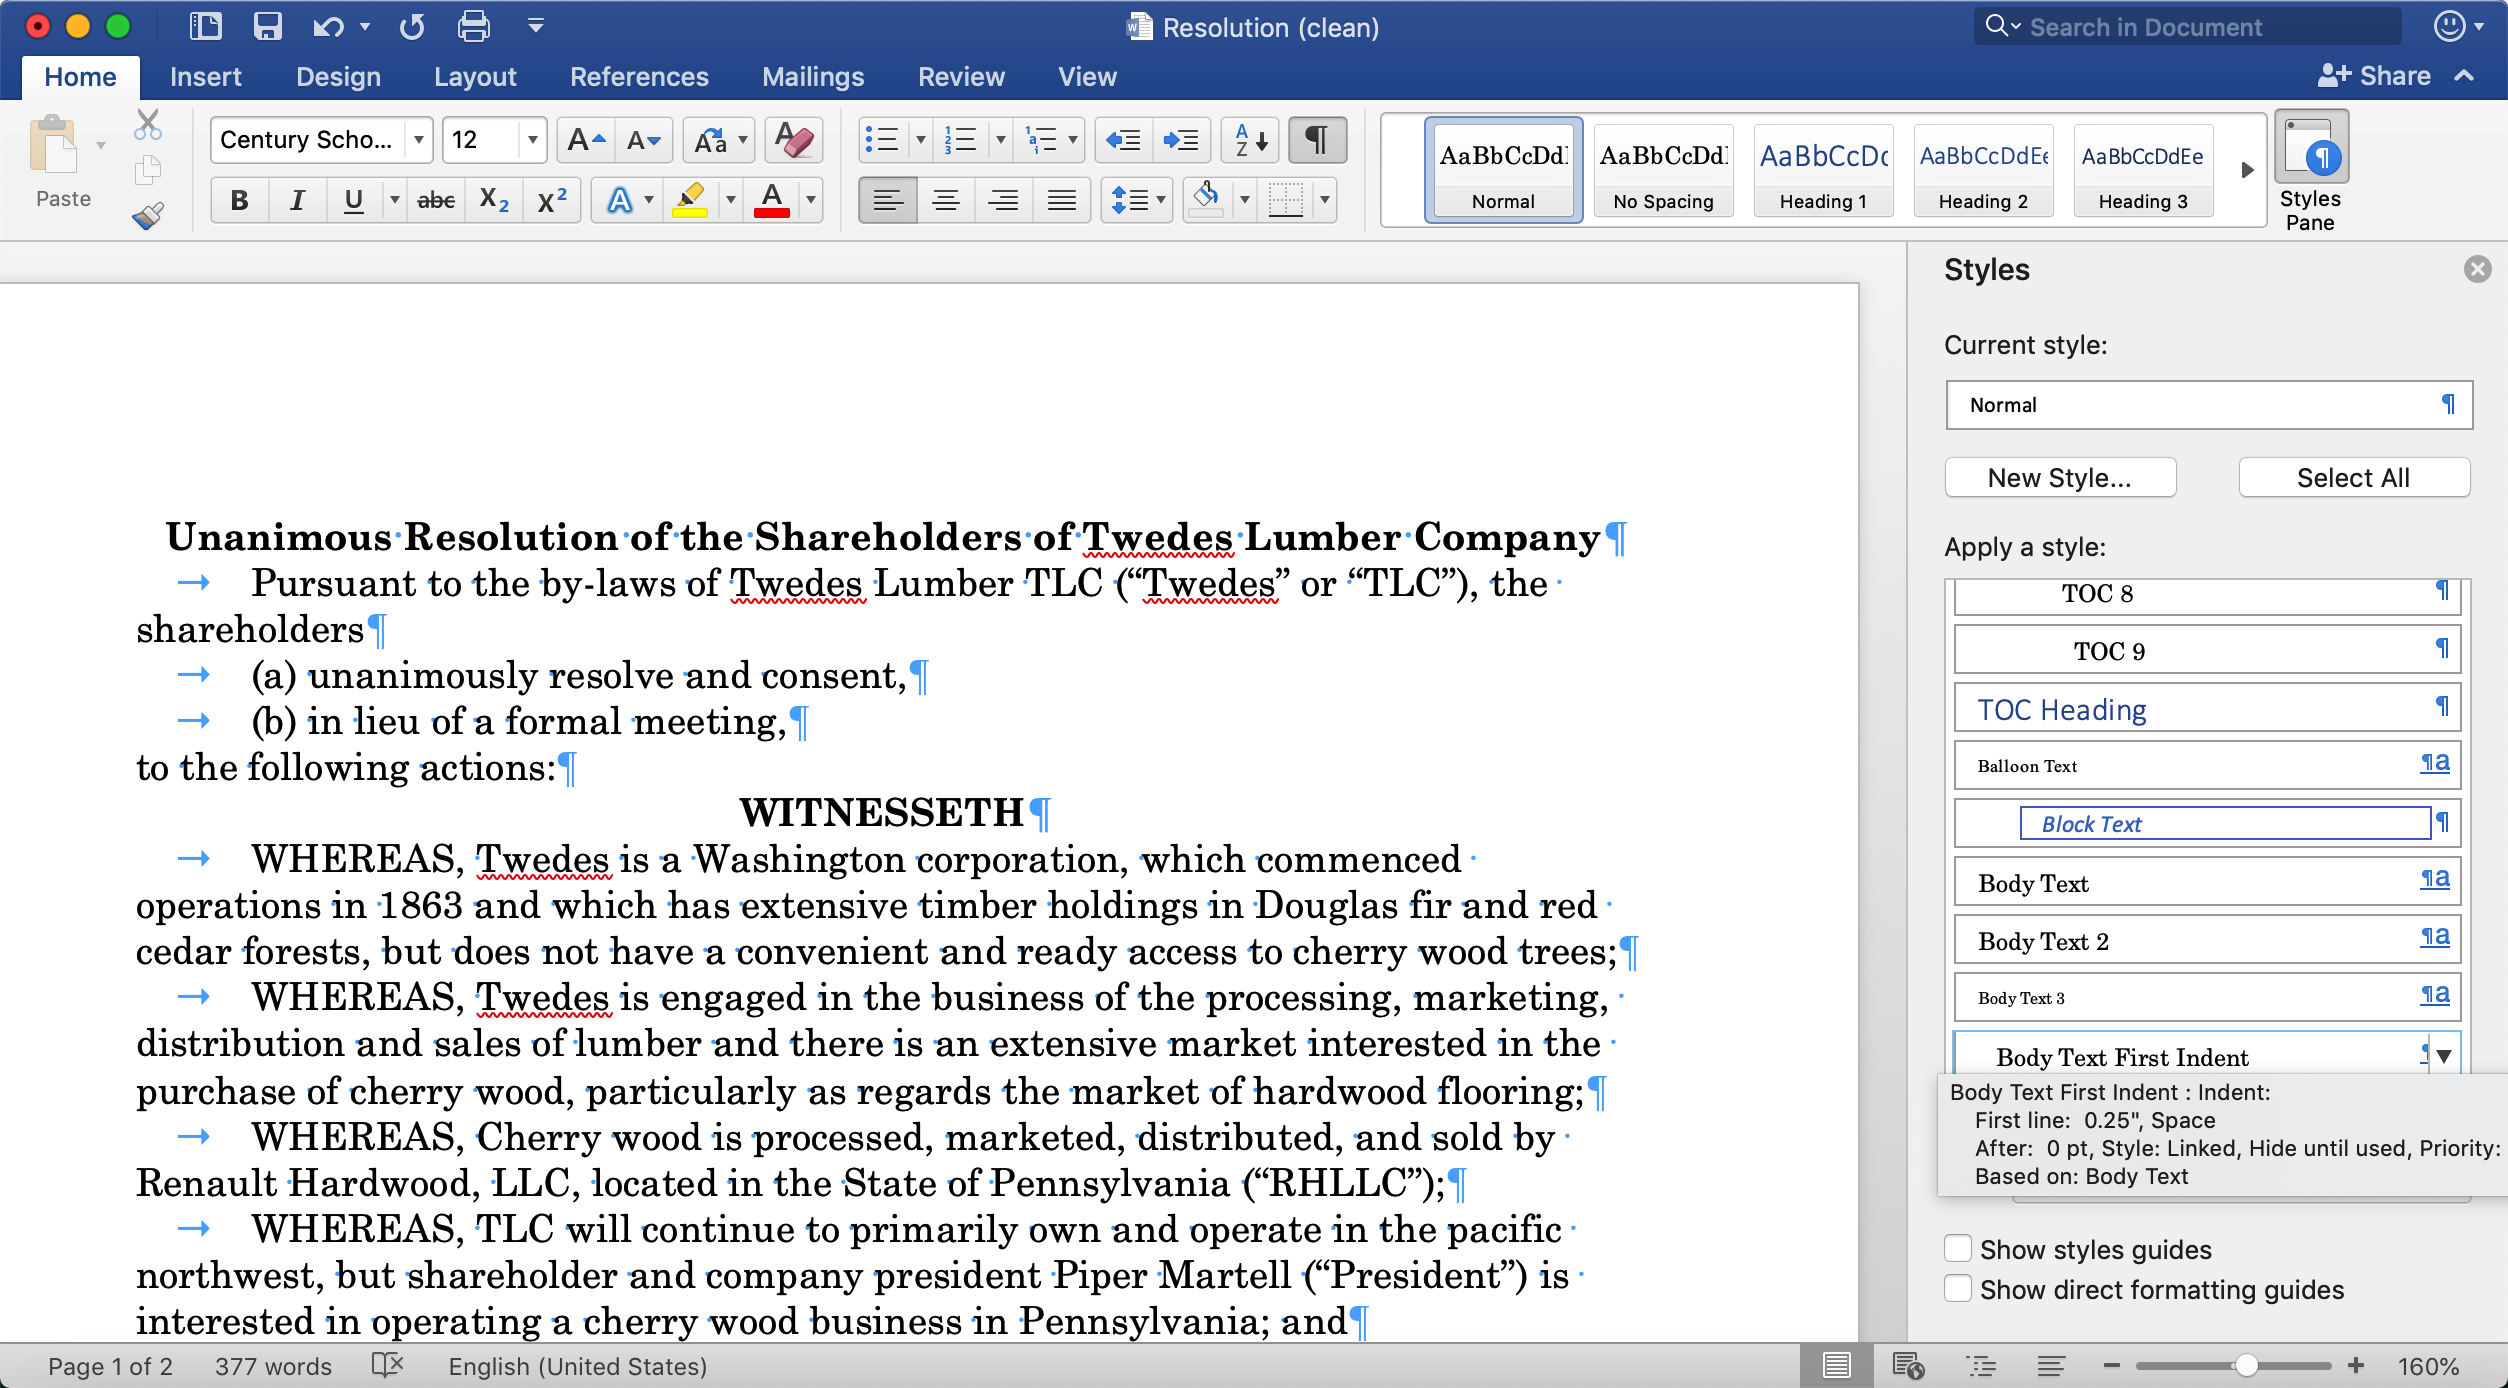 Resolution (clean)
Search in Document
Home Insert Design Layout References Mailings Review View
Share
Paste
Century Scho... 12
AaBbCcDdI AaBbCcDdI AaBbCcDc AaBbCcDdEe AaBbCcDdEe
Normal No Spacing Heading 1 Heading 2 Heading 3
Styles
Pane
Unanimous Resolution of the Shareholders of Twedes Lumber Company¶
→ Pursuant to the by-laws of Twedes Lumber TLC (“Twedes” or “TLC”), the
shareholders¶
→ (a) unanimously resolve and consent,¶
→ (b) in lieu of a formal meeting,¶
to the following actions:¶
WITNESSETH¶
→ WHEREAS, Twedes is a Washington corporation, which commenced
operations in 1863 and which has extensive timber holdings in Douglas fir and red
cedar forests, but does not have a convenient and ready access to cherry wood trees;¶
→ WHEREAS, Twedes is engaged in the business of the processing, marketing,
distribution and sales of lumber and there is an extensive market interested in the
purchase of cherry wood, particularly as regards the market of hardwood flooring;¶
→ WHEREAS, Cherry wood is processed, marketed, distributed, and sold by
Renault Hardwood, LLC, located in the State of Pennsylvania (“RHLLC”);¶
→ WHEREAS, TLC will continue to primarily own and operate in the pacific
northwest, but shareholder and company president Piper Martell (“President”) is
interested in operating a cherry wood business in Pennsylvania; and¶
Styles
Current style:
Normal ¶
New Style... Select All
Apply a style:
TOC 8 ¶
TOC 9 ¶
TOC Heading ¶
Balloon Text ¶a
Block Text ¶
Body Text ¶a
Body Text 2 ¶a
Body Text 3 ¶a
Body Text First Indent
Body Text First Indent : Indent:
First line: 0.25", Space
After: 0 pt, Style: Linked, Hide until used, Priority:
Based on: Body Text
Show styles guides
Show direct formatting guides
Page 1 of 2 377 words English (United States) 160%